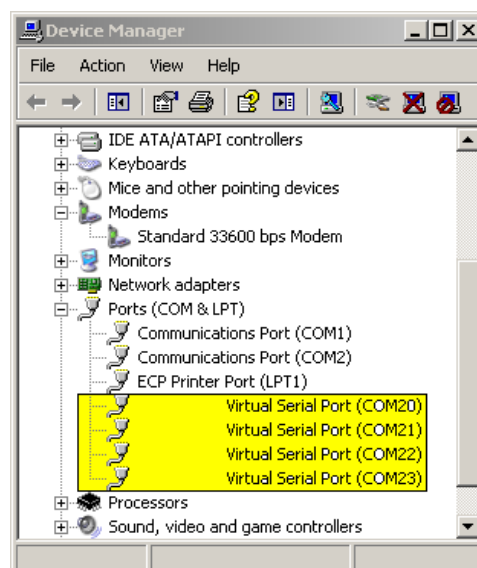 Device Manager
File Action View Help
IDE ATA/ATAPI controllers
Keyboards
Mice and other pointing devices
Modems
Standard 33600 bps Modem
Monitors
Network adapters
Ports (COM & LPT)
Communications Port (COM1)
Communications Port (COM2)
ECP Printer Port (LPT1)
Virtual Serial Port (COM20)
Virtual Serial Port (COM21)
Virtual Serial Port (COM22)
Virtual Serial Port (COM23)
Processors
Sound, video and game controllers